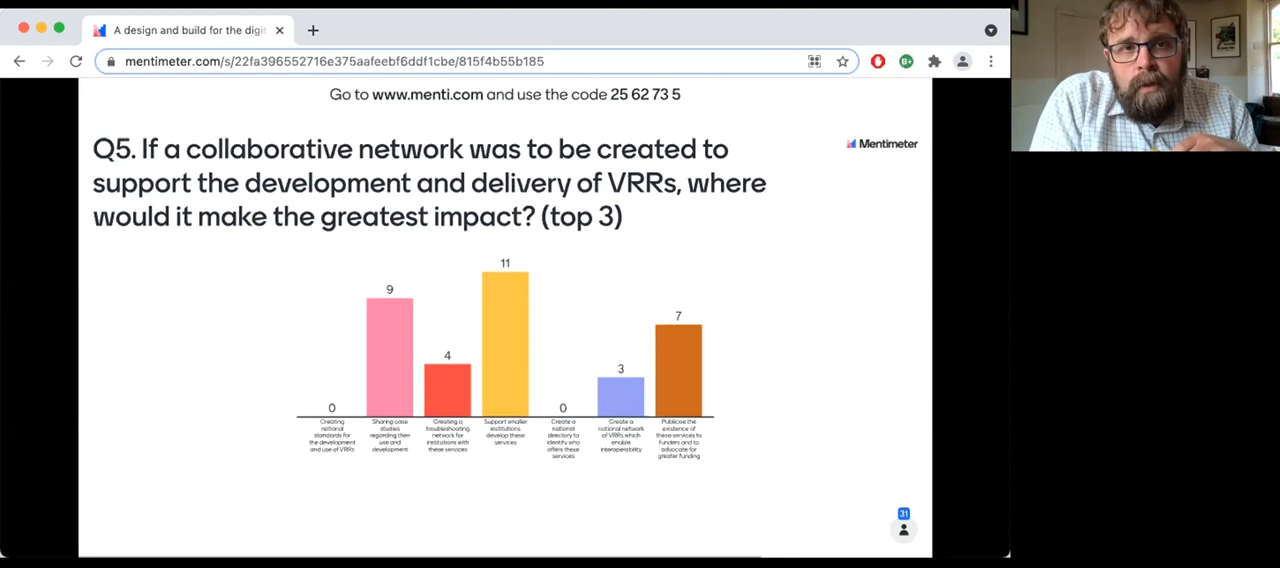 A design and build for the digit
mentimeter.com/s/22fa396552716e375aafeebf6ddf1cbe/815f4b55b185
Go to www.menti.com and use the code 25 62 73 5
Q5. If a collaborative network was to be created to
support the development and delivery of VRRs, where
would it make the greatest impact? (top 3)
Mentimeter
0
9
4
11
0
3
7
Creating
national
standards for
the development
and use of VRRs
Sharing case
studies
regarding their
use and
development
Creating a
troubleshooting
network for
institutions with
these services
Support smaller
institutions
develop these
services
Create a
national
directory to
identify who
offers these
services
Create a
national network
of VRRs which
enable
interoperability
Publicise the
existence of
these services to
funders and to
advocate for
greater funding
31